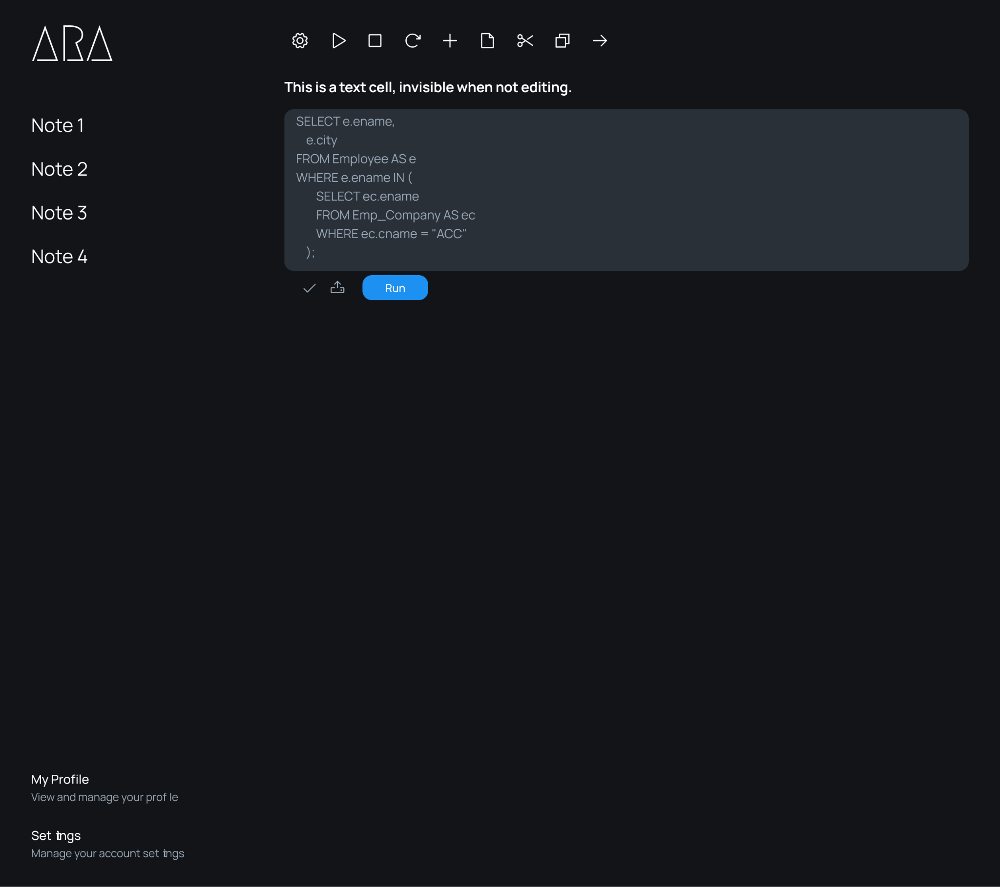 ARA
Note 1
Note 2
Note 3
Note 4
My Profile
View and manage your prof le
Set tings
Manage your account set tings
This is a text cell, invisible when not editing.
SELECT e.ename,
e.city
FROM Employee AS e
WHERE e.ename IN (
SELECT ec.ename
FROM Emp_Company AS ec
WHERE ec.cname = "ACC"
);
Run